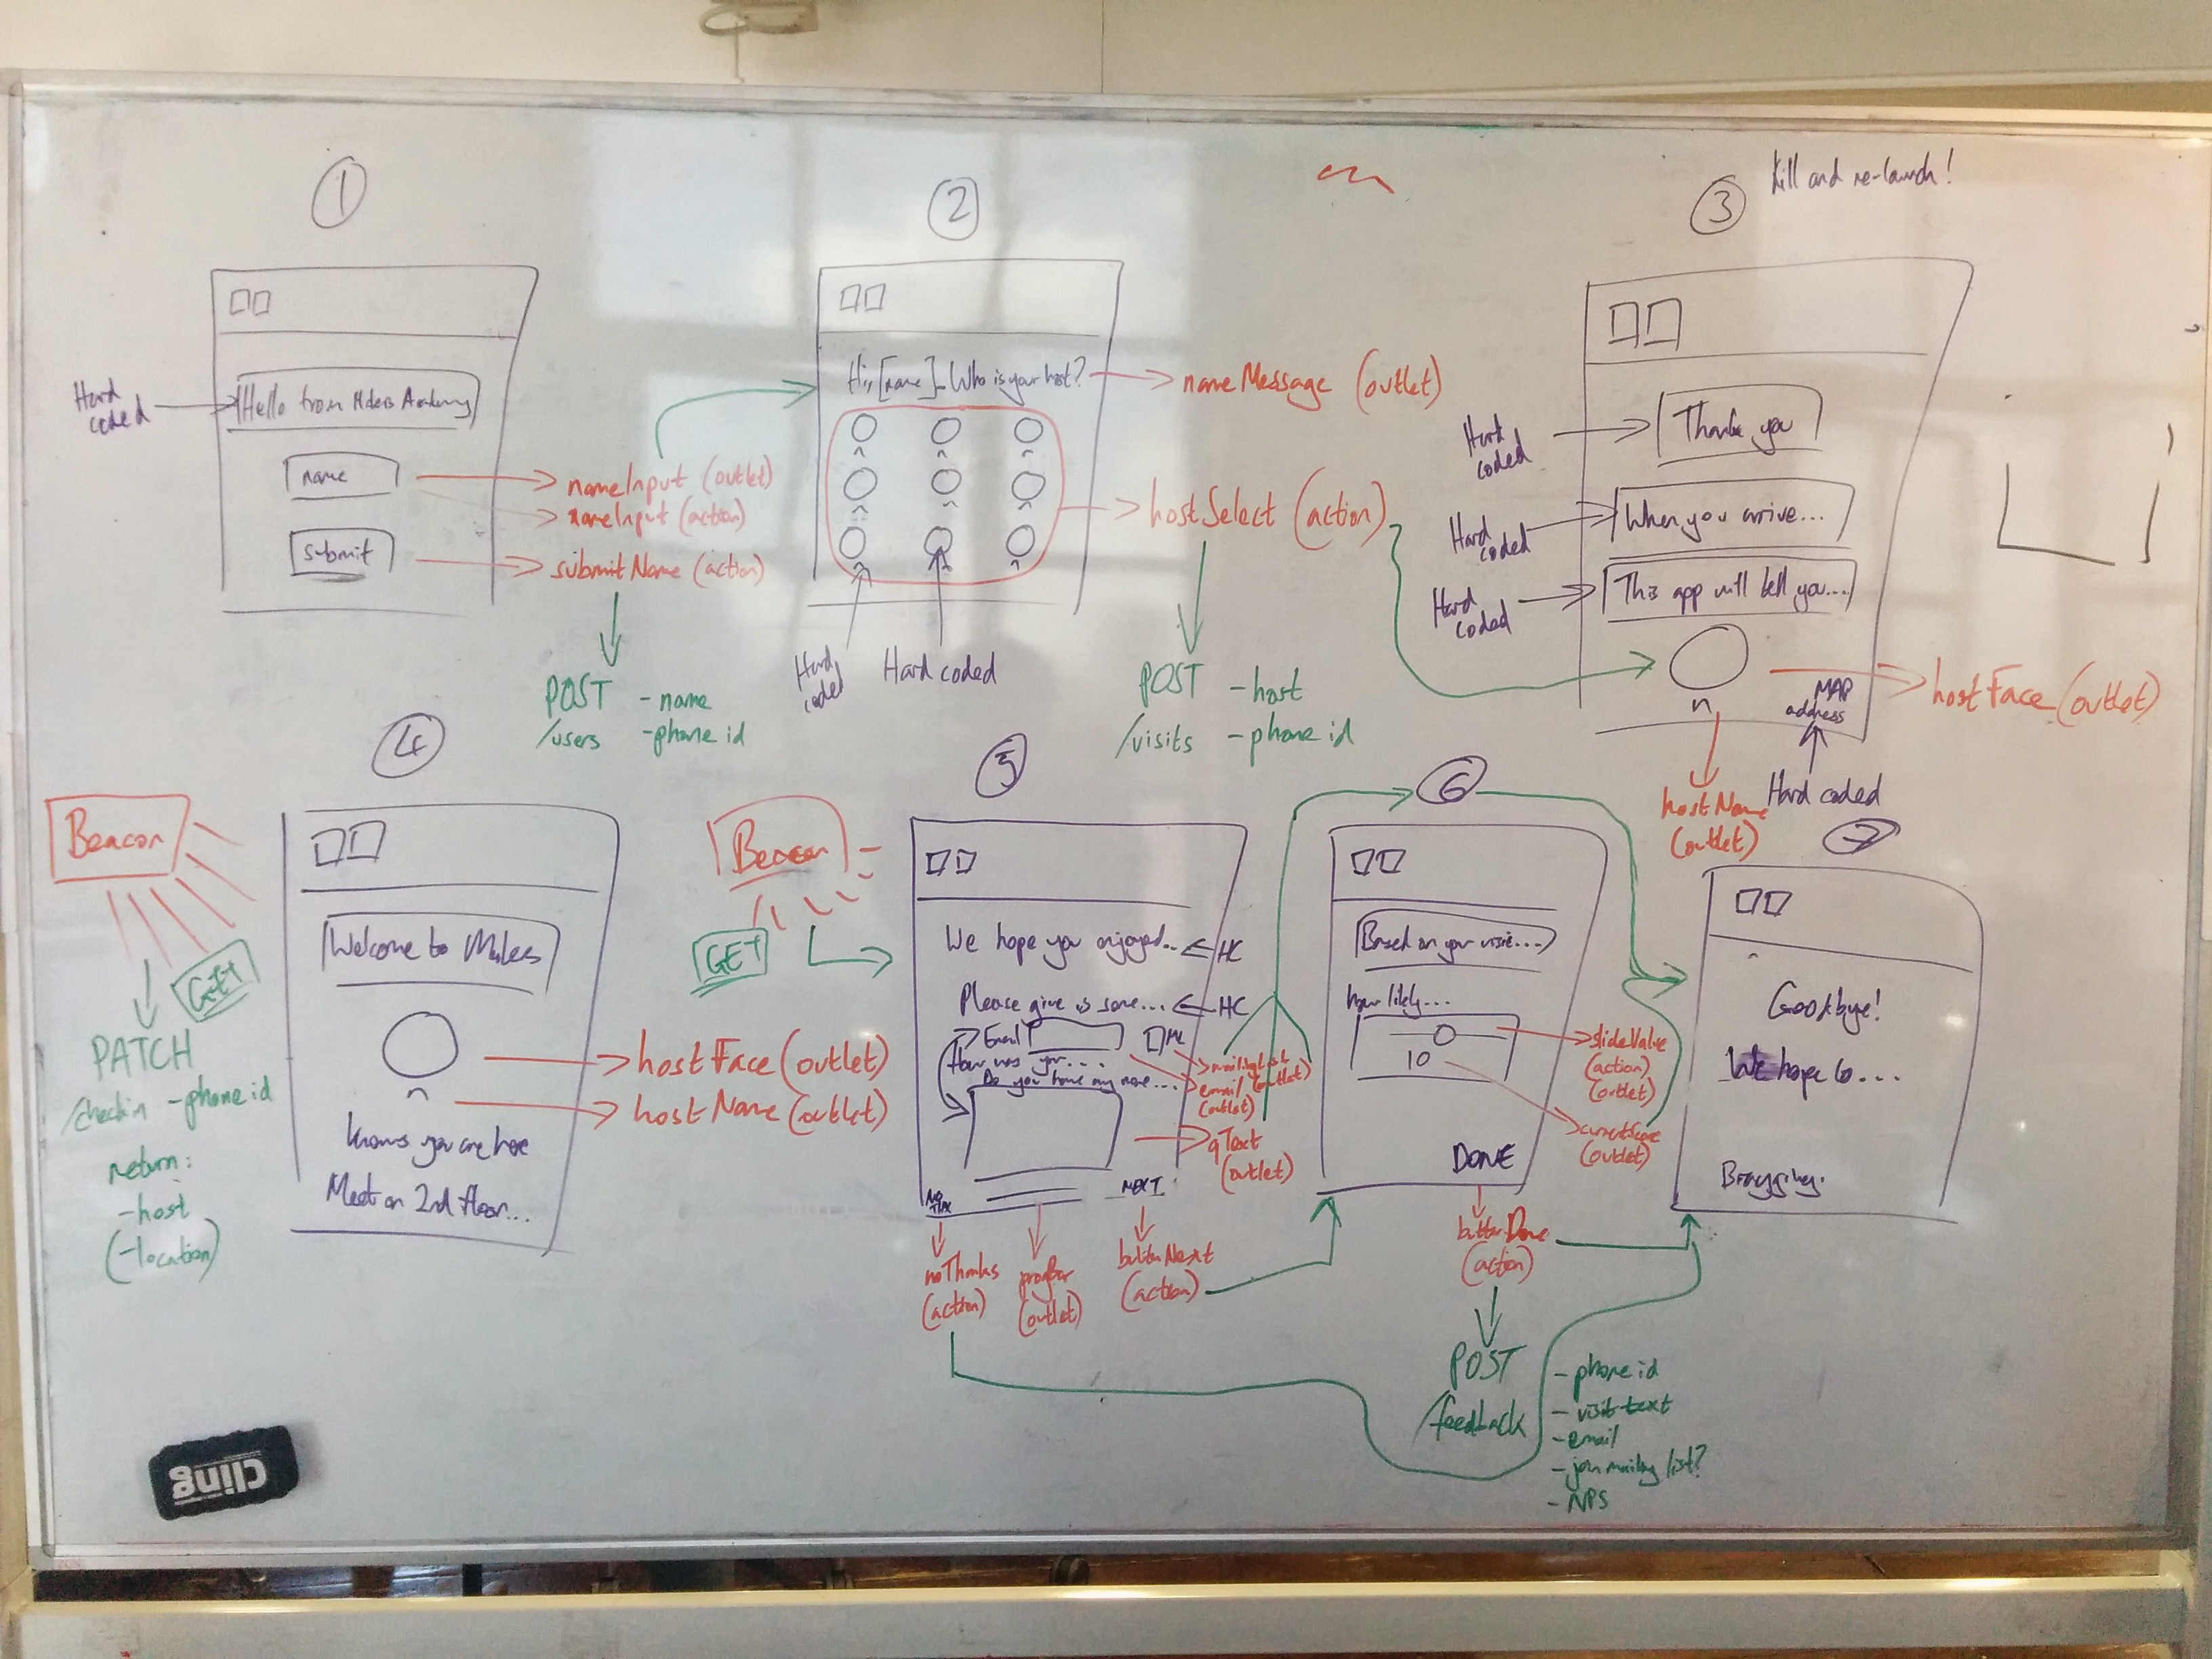 1
Hard
coded
Hello from Makers Academy
name
submit
nameInput (outlet)
nameInput (action)
submitName (action)
POST - name
/users - phone id
2
Hi, [name]. Who is your host?
nameMessage (outlet)
hostSelect (action)
Hard
coded
Hard coded
POST - host
/visits - phone id
3
kill and re-launch!
Hard
coded
Thank you
Hard
coded
When you arrive...
Hard
coded
This app will tell you...
MAP
address
hostFace (outlet)
hostName
(outlet)
Hard coded
4
Beacon
GET
PATCH
/checkin - phone id
return:
- host
(- location)
Welcome to Makers
hostFace (outlet)
hostName (outlet)
knows you are here
Meet on 2nd floor...
5
Beacon
GET
We hope you enjoyed... HC
Please give is some... HC
Email
ML
How was your....
Do you have any more....
mailingList
(outlet)
email
(outlet)
qText
(outlet)
NO
THX
NEXT
noThanks
(action)
progBar
(outlet)
buttonNext
(action)
6
Based on your visit....
how likely...
10
slideValue
(action)
(outlet)
currentScore
(outlet)
DONE
buttonDone
(action)
POST
/feedback
- phone id
- visit text
- email
- join mailing list?
- NPS
7
Goodbye!
We hope to...
Bragging.
Cling